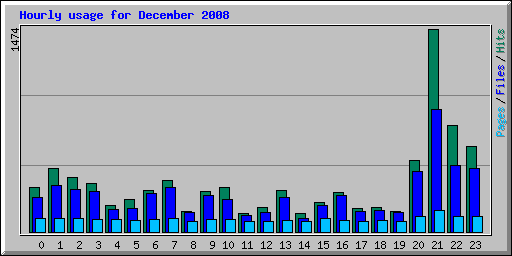 Hourly usage for December 2008
1474
Pages/Files/Hits
0 1 2 3 4 5 6 7 8 9 10 11 12 13 14 15 16 17 18 19 20 21 22 23